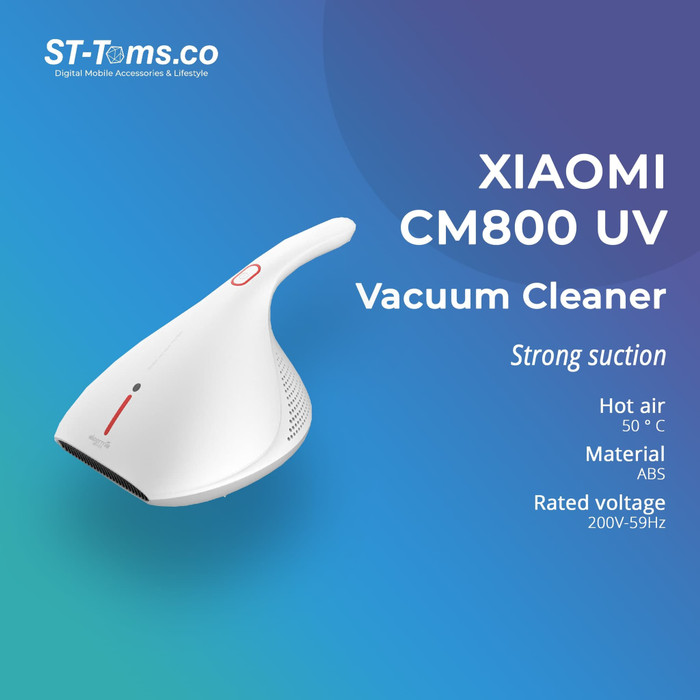 ST-Toms.co
Digital Mobile Accessories & Lifestyle
XIAOMI
CM800 UV
Vacuum Cleaner
Strong suction
Hot air
50 ° C
Material
ABS
Rated voltage
200V-59Hz